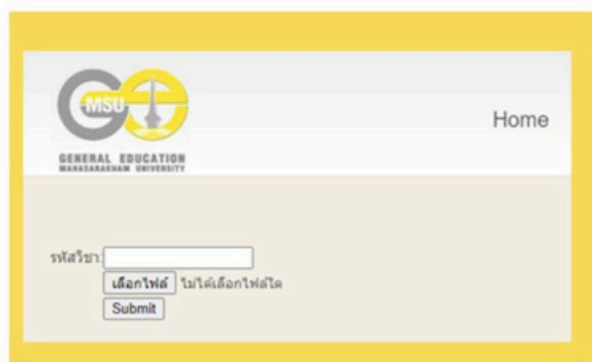 MSU
Home
GENERAL EDUCATION
MAHASARAKHAM UNIVERSITY
รหัสวิชา:
เลือกไฟล์ ไม่ได้เลือกไฟล์ใด
Submit